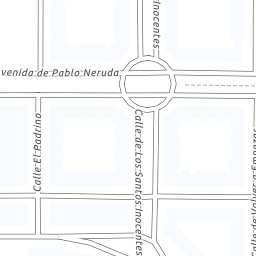 venida de Pablo Neruda
Inocentes
Calle El Padrino
Calle de Los Santos Inocentes
Calle de Volver a Empezar